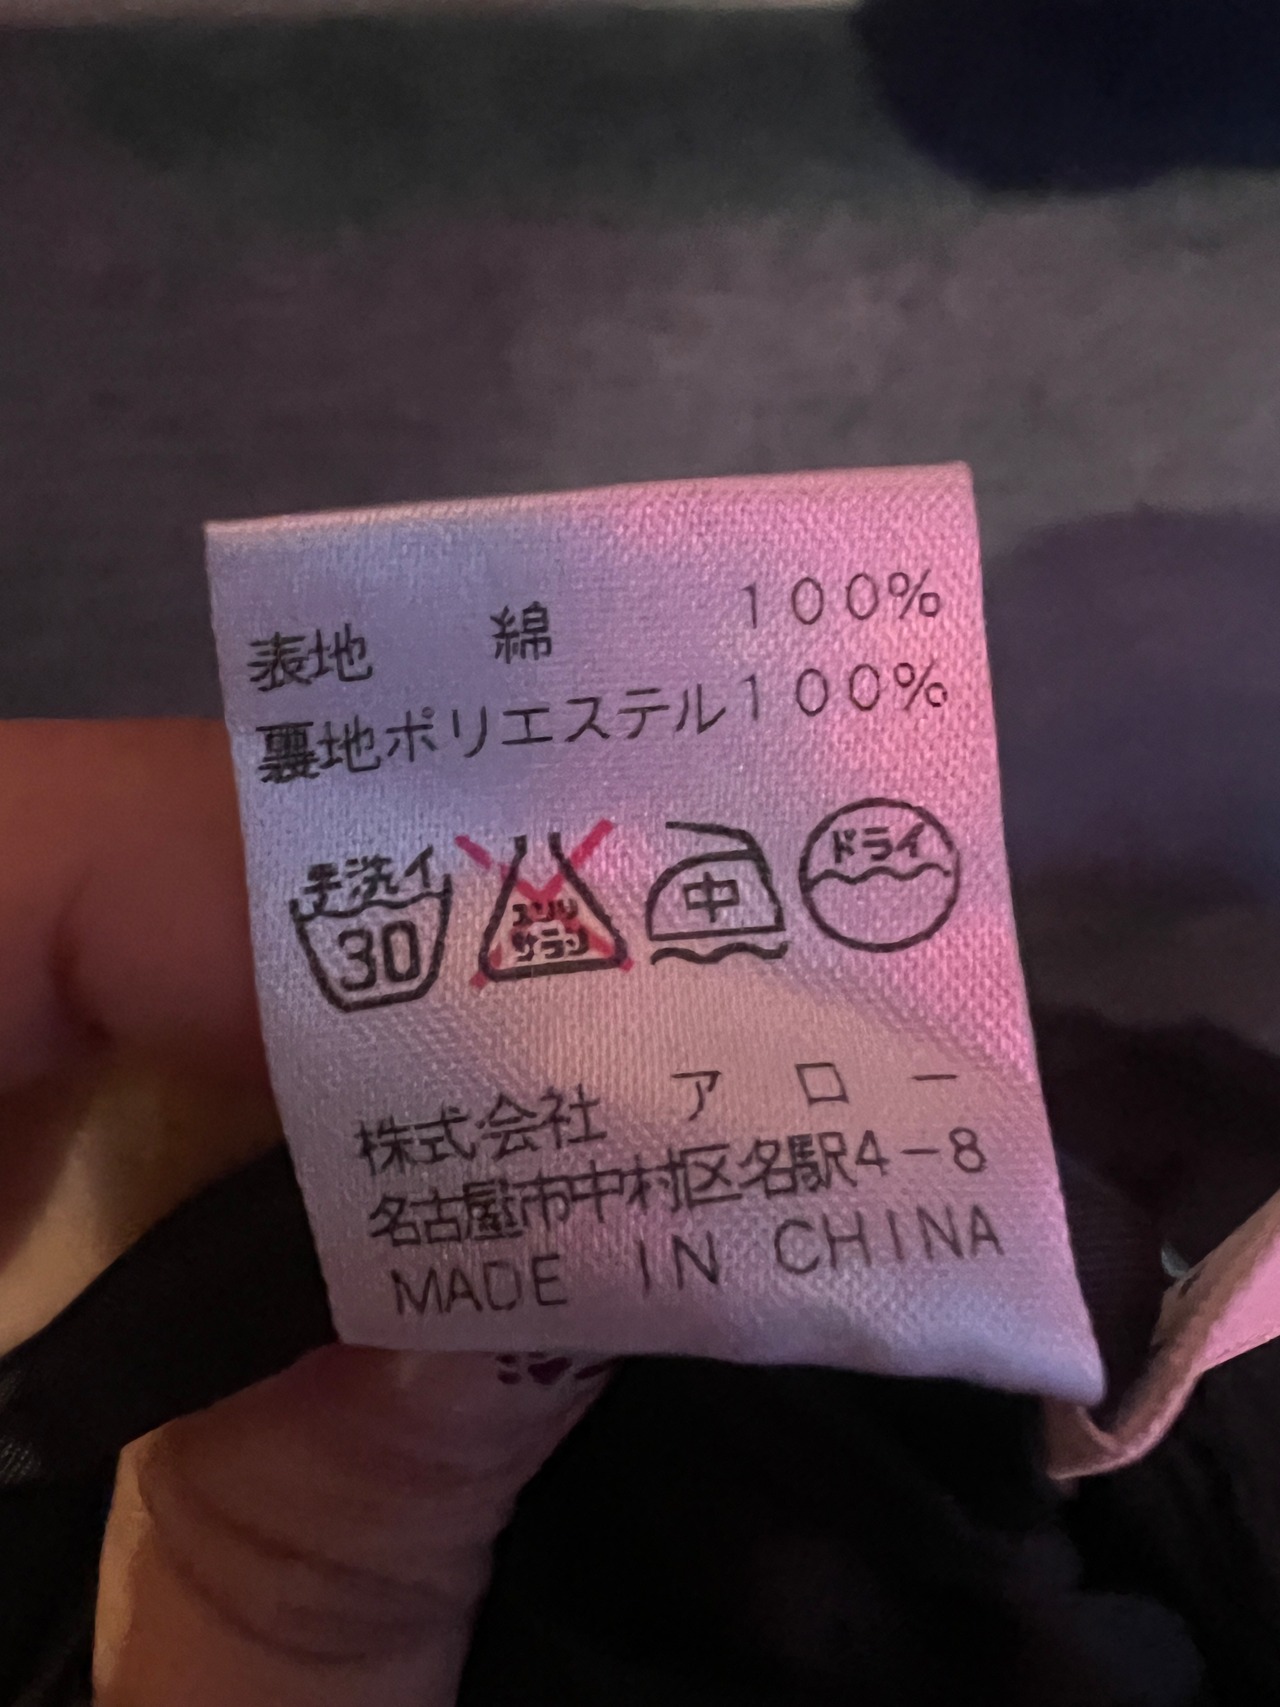 表地 綿 100%
裏地ポリエステル100%
手洗イ 30
エンソ サラシ
中
ドライ
株式会社 アロー
名古屋市中村区名駅4-8
MADE IN CHINA